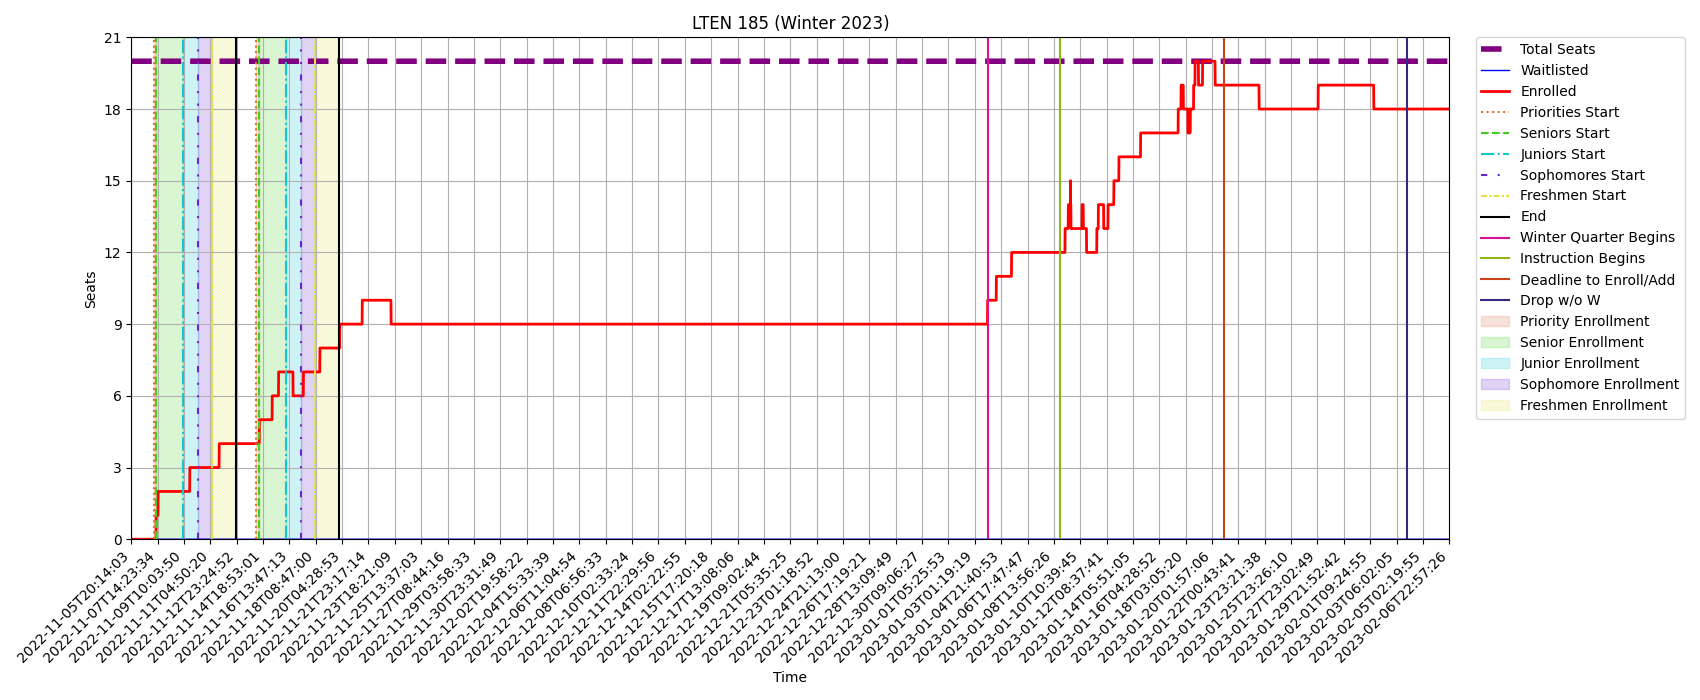 LTEN 185 (Winter 2023)
21
18
15
12
9
6
3
0
Seats
2022-11-05T20:14:03
2022-11-07T14:23:34
2022-11-09T10:03:50
2022-11-11T04:50:20
2022-11-12T23:24:52
2022-11-14T18:53:01
2022-11-16T13:47:13
2022-11-18T08:47:00
2022-11-20T04:28:53
2022-11-21T23:17:14
2022-11-23T18:21:09
2022-11-25T13:37:03
2022-11-27T08:44:16
2022-11-29T03:58:33
2022-11-30T23:31:49
2022-12-02T19:58:22
2022-12-04T15:33:39
2022-12-06T11:04:54
2022-12-08T06:56:33
2022-12-10T02:33:24
2022-12-11T22:29:56
2022-12-14T02:22:55
2022-12-15T17:20:18
2022-12-17T13:08:06
2022-12-19T09:02:44
2022-12-21T05:35:25
2022-12-23T01:18:52
2022-12-24T21:13:00
2022-12-26T17:19:21
2022-12-28T13:09:49
2022-12-30T09:06:27
2023-01-01T05:25:53
2023-01-03T01:19:19
2023-01-04T21:40:53
2023-01-06T17:47:47
2023-01-08T13:56:26
2023-01-10T10:39:45
2023-01-12T08:37:41
2023-01-14T05:51:05
2023-01-16T04:28:52
2023-01-18T03:05:20
2023-01-20T01:57:06
2023-01-22T00:43:41
2023-01-23T23:21:38
2023-01-25T23:26:10
2023-01-27T23:02:49
2023-01-29T21:52:42
2023-02-01T09:24:55
2023-02-03T06:02:05
2023-02-05T02:19:55
2023-02-06T22:57:26
Time
Total Seats
Waitlisted
Enrolled
Priorities Start
Seniors Start
Juniors Start
Sophomores Start
Freshmen Start
End
Winter Quarter Begins
Instruction Begins
Deadline to Enroll/Add
Drop w/o W
Priority Enrollment
Senior Enrollment
Junior Enrollment
Sophomore Enrollment
Freshmen Enrollment